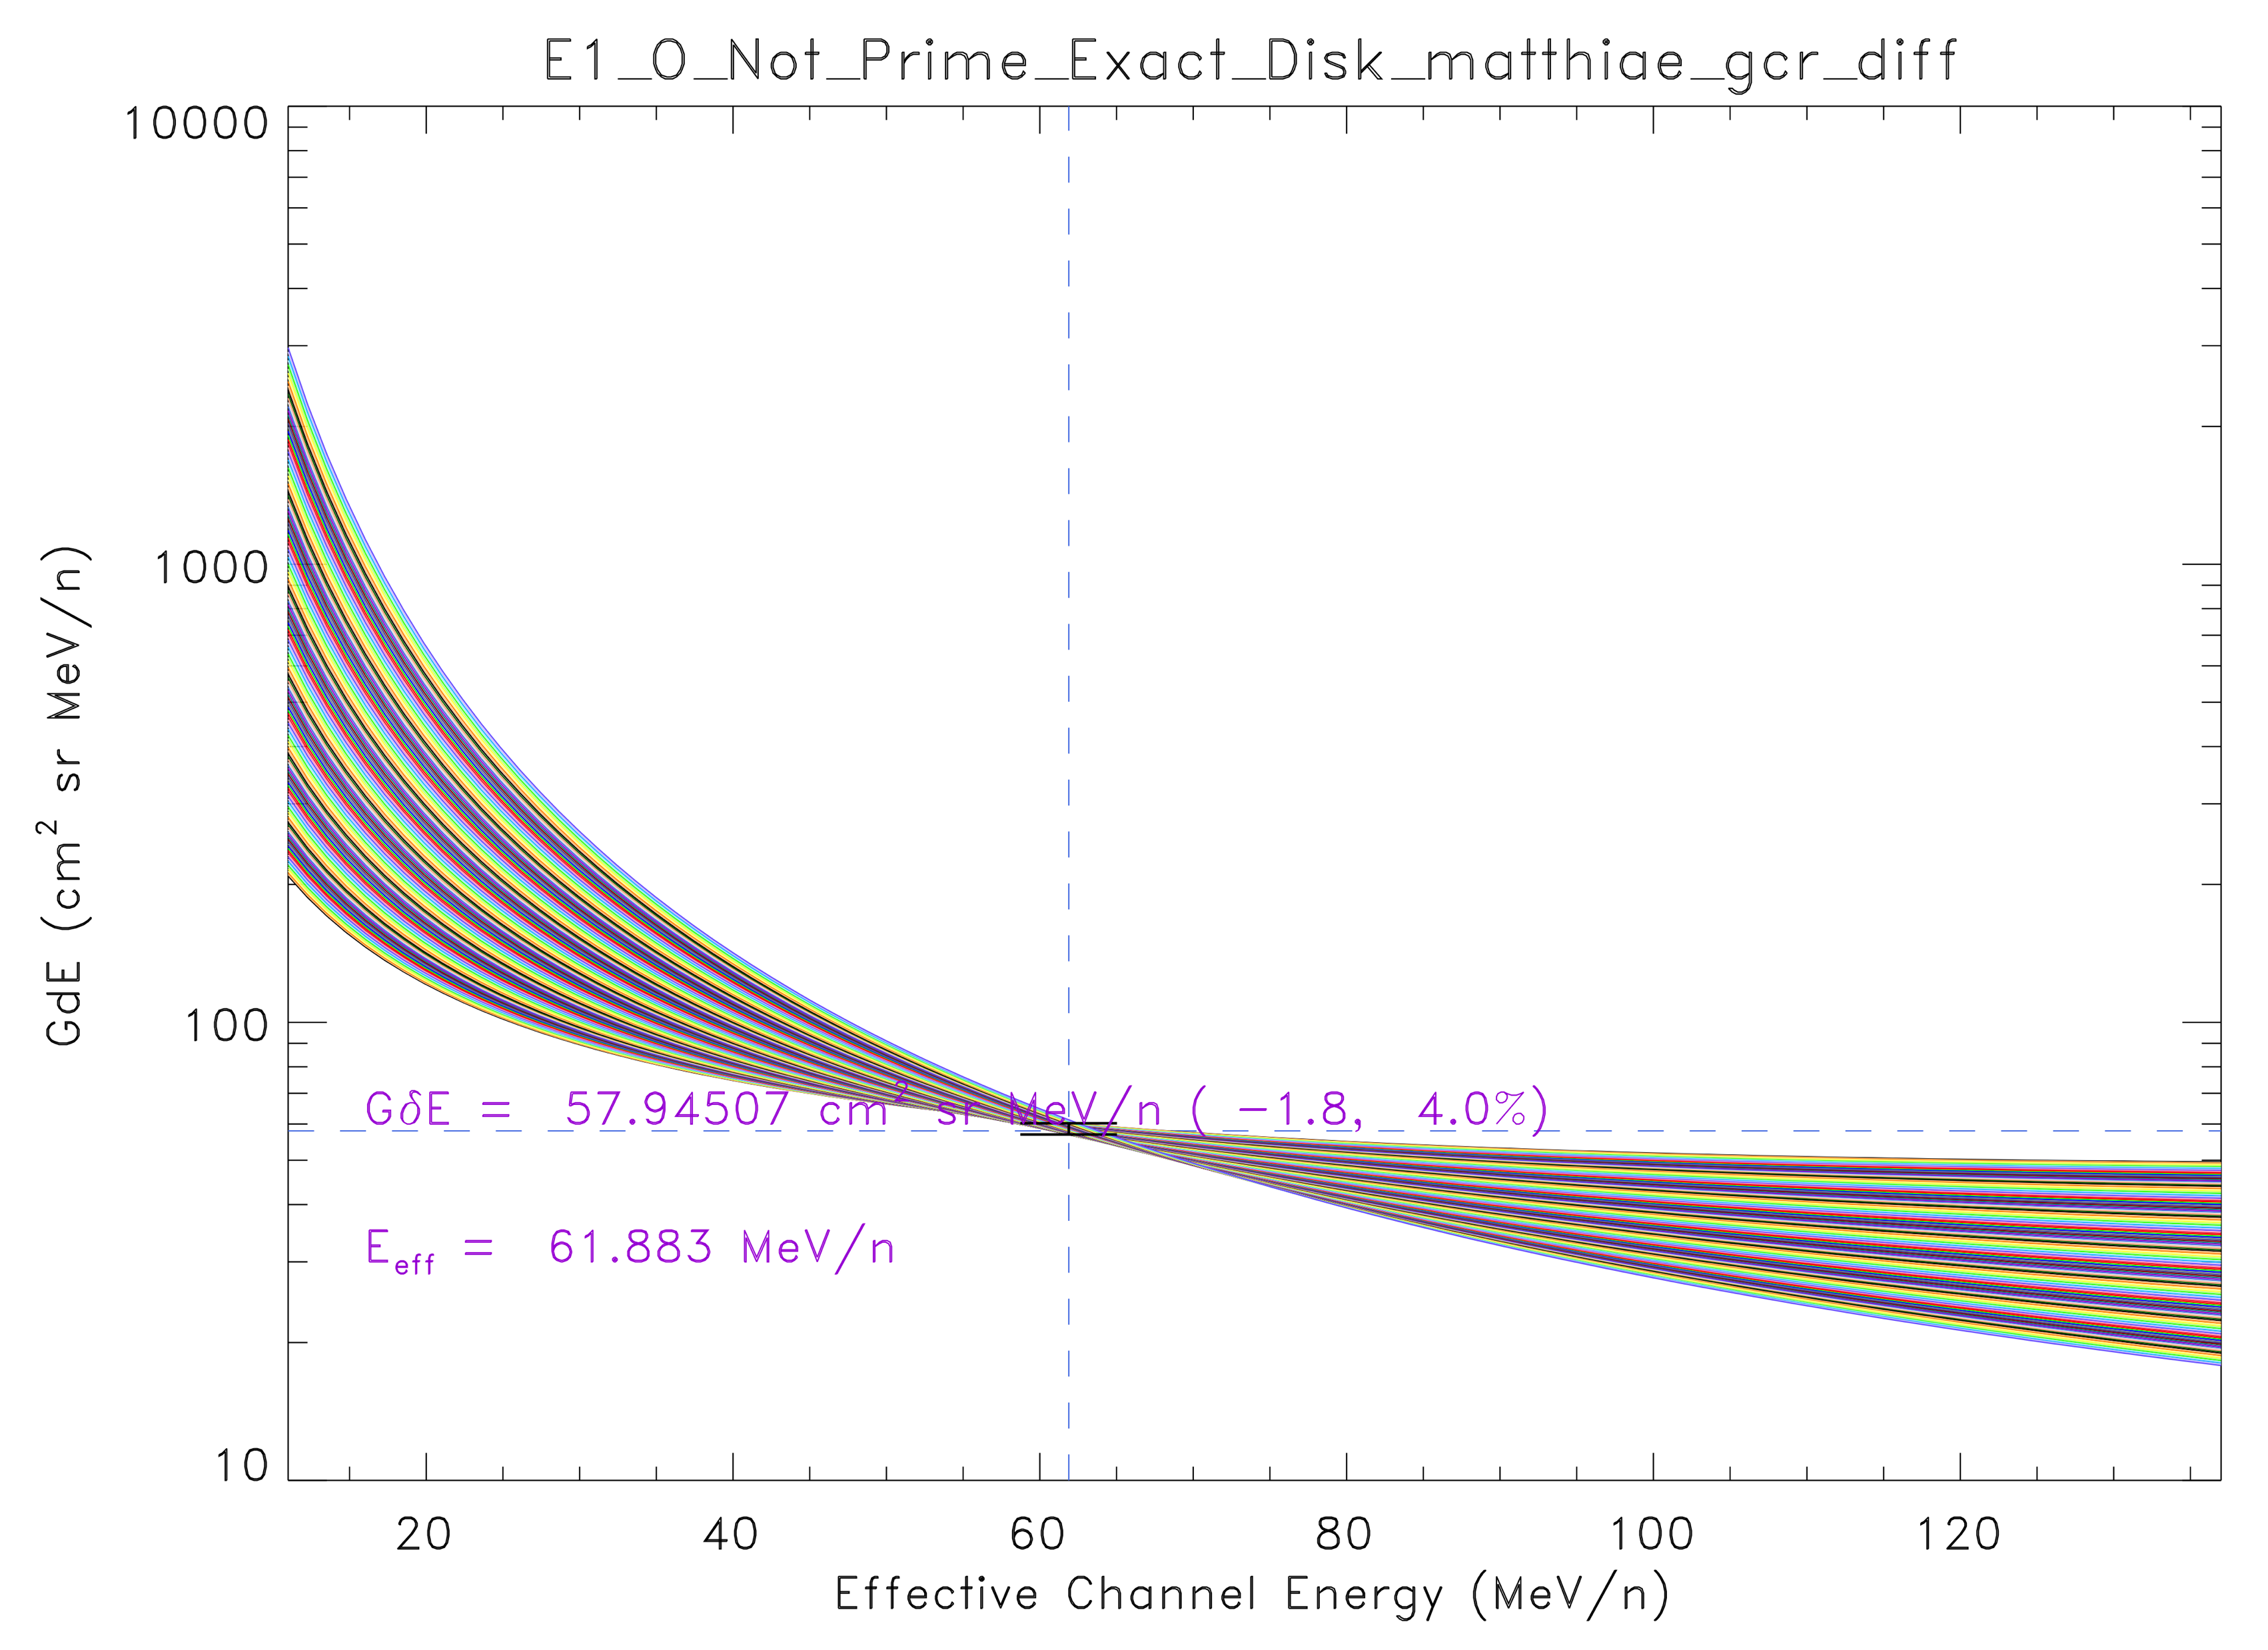 E1_O_Not_Prime_Exact_Disk_matthiae_gcr_diff
10000
1000
100
10
GdE (cm² sr MeV/n)
GδE = 57.94507 cm² sr MeV/n ( −1.8, 4.0%)
E_eff = 61.883 MeV/n
20 40 60 80 100 120
Effective Channel Energy (MeV/n)